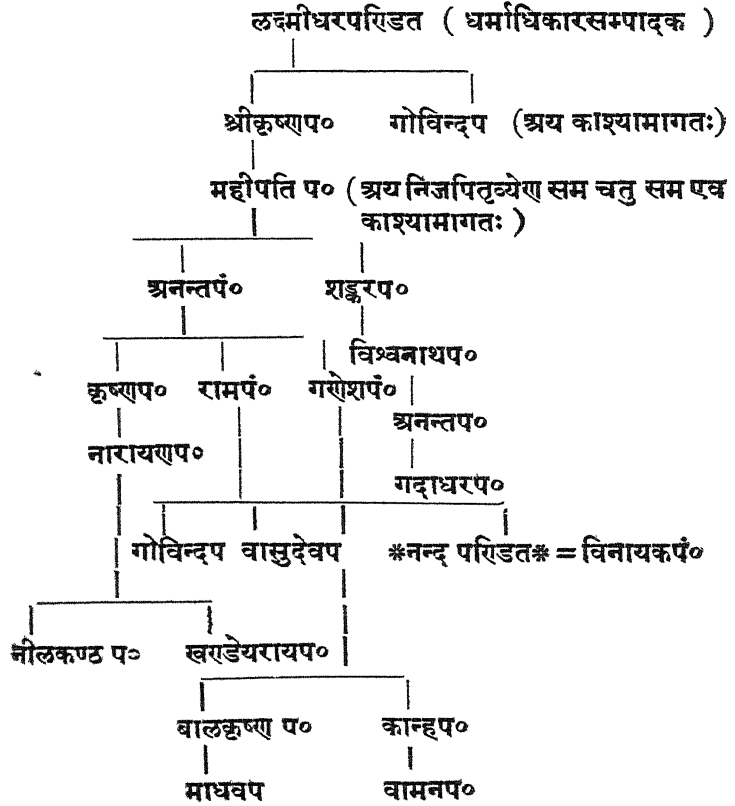 लक्ष्मीधरपण्डित ( धर्माधिकारसम्पादक )
श्रीकृष्णप० गोविन्दप (अय काश्यामागतः)
महीपति प० ( अय निजपितृव्येण सम चतु सम एव
काश्यामागतः )
अनन्तपं० शङ्करप०
विश्वनाथप०
कृष्णप० रामपं० गणेशपं०
अनन्तप०
नारायणप०
गदाधरप०
गोविन्दप वासुदेवप *नन्द पण्डित* = विनायकपं०
नीलकण्ठ प० खण्डेयरायप०
बालकृष्ण प० कान्हप०
माधवप वामनप०